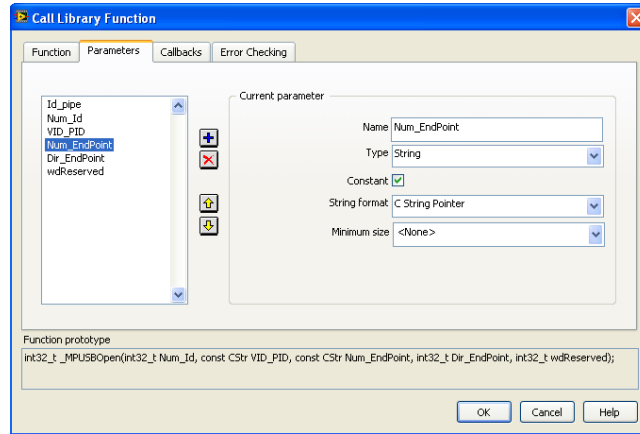 Call Library Function
Function Parameters Callbacks Error Checking
Id_pipe
Num_Id
VID_PID
Num_EndPoint
Dir_EndPoint
wdReserved
Current parameter
Name Num_EndPoint
Type String
Constant
String format C String Pointer
Minimum size <None>
Function prototype
int32_t _MPUSBOpen(int32_t Num_Id, const CStr VID_PID, const CStr Num_EndPoint, int32_t Dir_EndPoint, int32_t wdReserved);
OK Cancel Help